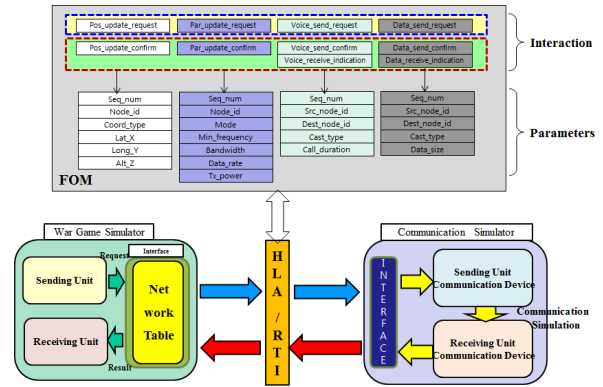 Pos_update_request
Par_update_request
Voice_send_request
Data_send_request
Pos_update_confirm
Par_update_confirm
Voice_send_confirm
Data_send_confirm
Voice_receive_indication
Data_receive_indication
Interaction
Seq_num
Node_id
Coord_type
Lat_X
Long_Y
Alt_Z
Seq_num
Node_id
Mode
Min_frequency
Bandwidth
Data_rate
Tx_power
Seq_num
Src_node_id
Dest_node_id
Cast_type
Call_duration
Seq_num
Src_node_id
Dest_node_id
Cast_type
Data_size
Parameters
FOM
War Game Simulator
Request
Interface
Sending Unit
Net
work
Table
Receiving Unit
Result
HLA / RTI
Communication Simulator
INTERFACE
Sending Unit
Communication Device
Communication
Simulation
Receiving Unit
Communication Device